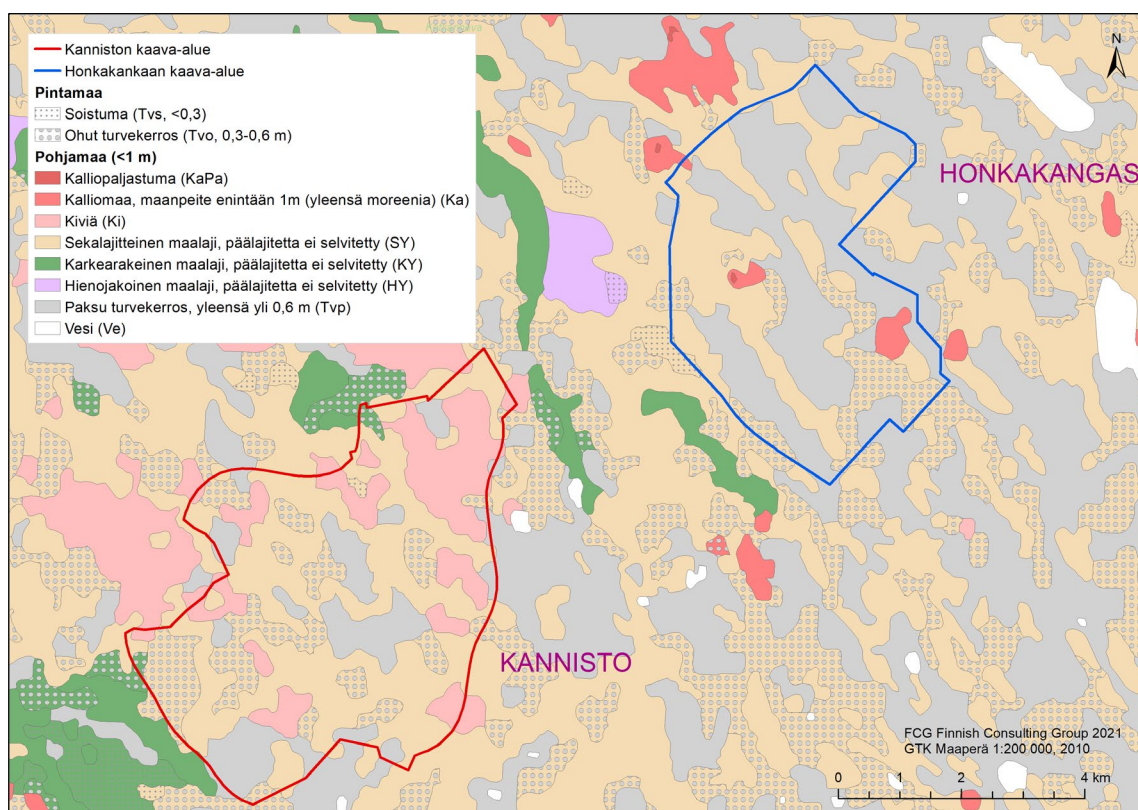 Kanniston kaava-alue
Honkakankaan kaava-alue
Pintamaa
Soistuma (Tvs, <0,3)
Ohut turvekerros (Tvo, 0,3-0,6 m)
Pohjamaa (<1 m)
Kalliopaljastuma (KaPa)
Kalliomaa, maanpeite enintään 1m (yleensä moreenia) (Ka)
Kiviä (Ki)
Sekalajitteinen maalaji, päälajitetta ei selvitetty (SY)
Karkearakeinen maalaji, päälajitetta ei selvitetty (KY)
Hienojakoinen maalaji, päälajitetta ei selvitetty (HY)
Paksu turvekerros, yleensä yli 0,6 m (Tvp)
Vesi (Ve)
N
HONKAKANGAS
KANNISTO
FCG Finnish Consulting Group 2021
GTK Maaperä 1:200 000, 2010
0 1 2 4 km